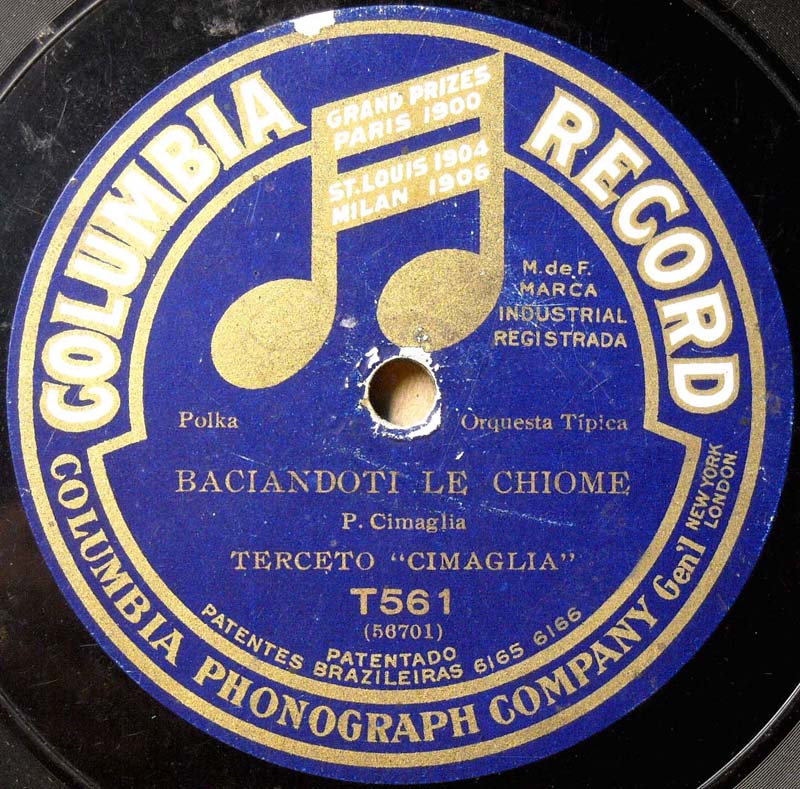 COLUMBIA RECORD
GRAND PRIZES
PARIS 1900
ST. LOUIS 1904
MILAN 1906
M. de F.
MARCA
INDUSTRIAL
REGISTRADA
Polka
Orquesta Típica
BACIANDOTI LE CHIOME
P. Cimaglia
TERCETO “CIMAGLIA”
T561
(56701)
PATENTADO
PATENTES BRAZILEIRAS 6165 6166
COLUMBIA PHONOGRAPH COMPANY Gen'l
NEW YORK
LONDON.